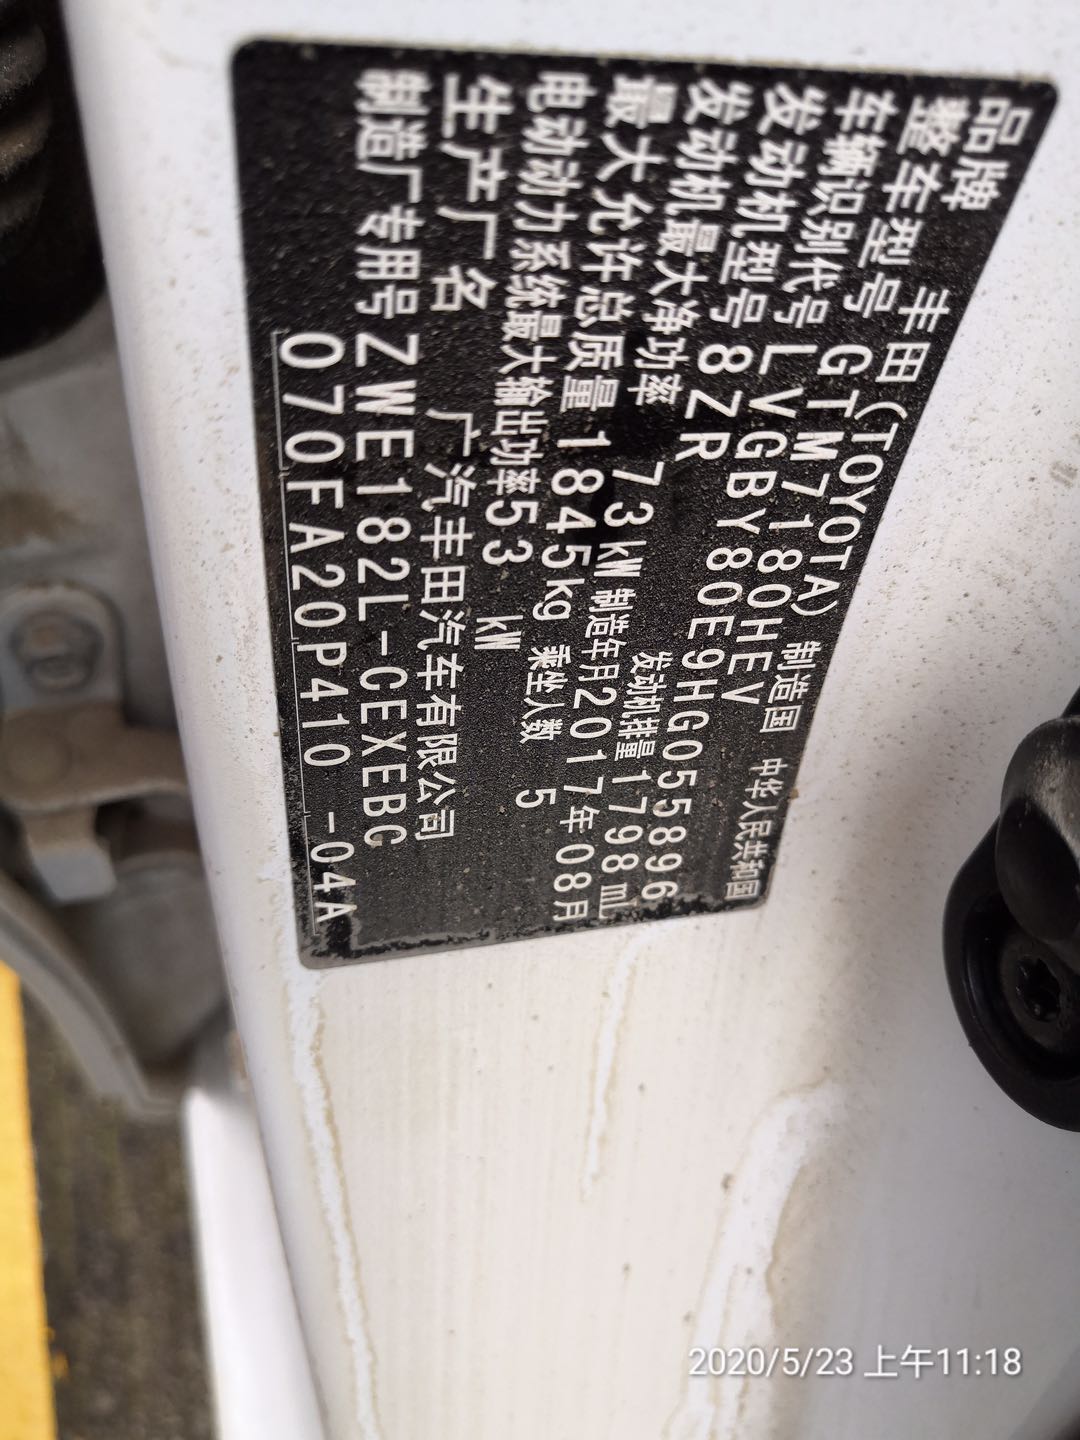 品牌 丰田(TOYOTA) 制造国 中华人民共和国
整车型号 GTM7180HEV
车辆识别代号 LVGBY80E9HG055896
发动机型号 8ZR 发动机排量 1798mL
发动机最大净功率 73kW 制造年月 2017年08月
最大允许总质量 1845kg 乘坐人数 5
电动动力系统最大输出功率 53 kW
生产厂名 广汽丰田汽车有限公司
制造厂专用号 ZWE182L-CEXEBC
070FA20P410 -04A
2020/5/23 上午11:18